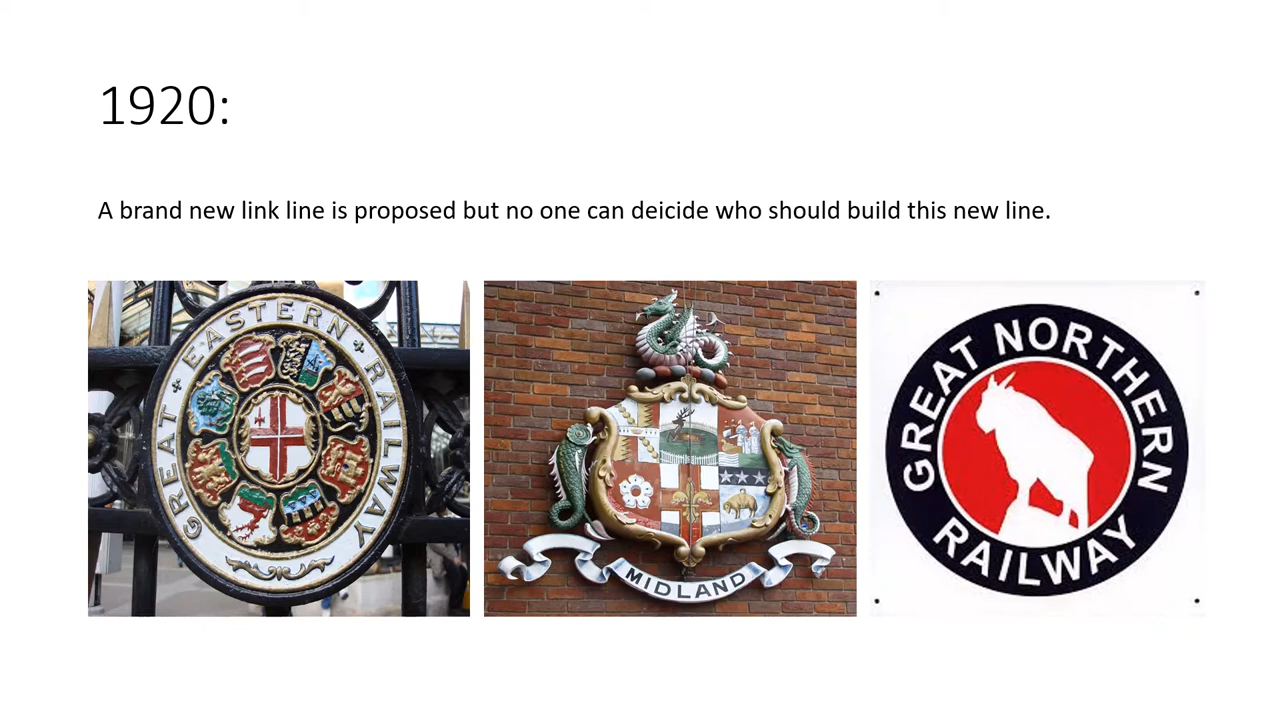 1920:
A brand new link line is proposed but no one can deicide who should build this new line.
GREAT EASTERN RAILWAY
MIDLAND
GREAT NORTHERN
RAILWAY